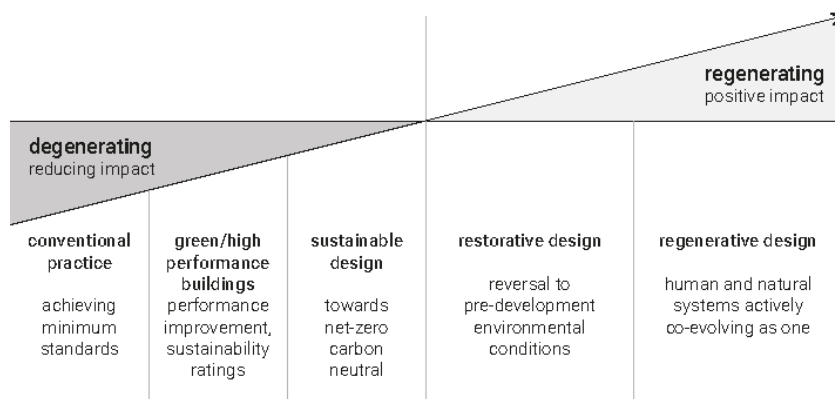 regenerating
positive impact
degenerating
reducing impact
conventional
practice
achieving
minimum
standards
green/high
performance
buildings
performance
improvement,
sustainability
ratings
sustainable
design
towards
net-zero
carbon
neutral
restorative design
reversal to
pre-development
environmental
conditions
regenerative design
human and natural
systems actively
co-evolving as one